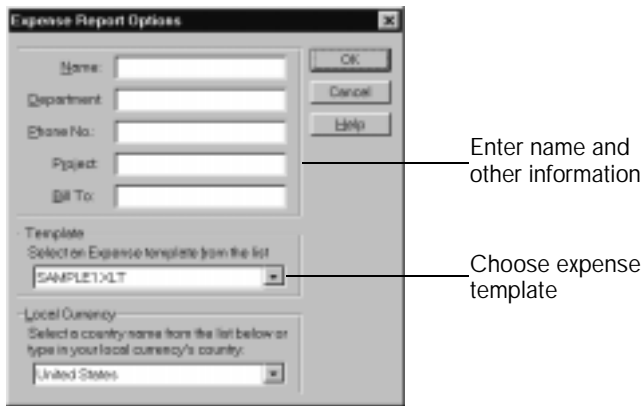 Expense Report Options
Name:
Department:
Phone No.:
Project:
Bill To:
OK
Cancel
Help
Enter name and
other information
Template
Select an Expense template from the list
SAMPLE1.XLT
Choose expense
template
Local Currency
Select a country name from the list below or
type in your local currency's country:
United States